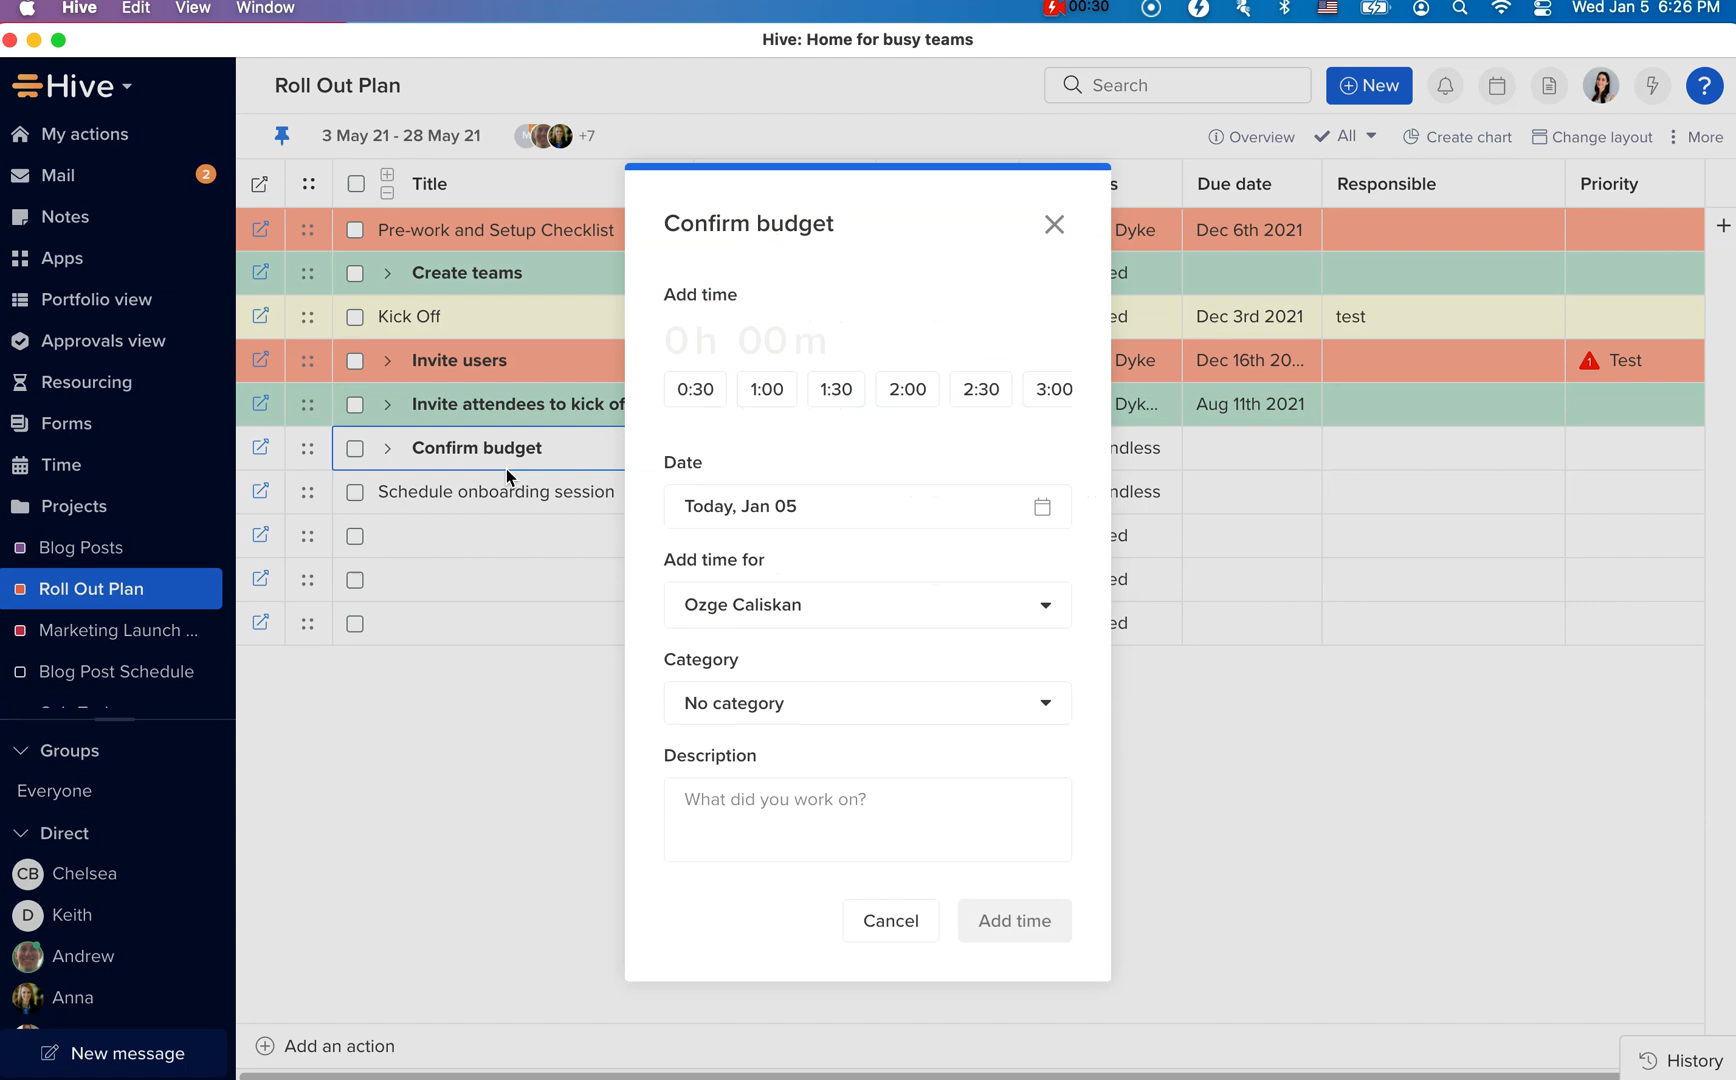 Hive Edit View Window 00:30 Wed Jan 5 6:26 PM
Hive: Home for busy teams
Hive
My actions
Mail 2
Notes
Apps
Portfolio view
Approvals view
Resourcing
Forms
Time
Projects
Blog Posts
Roll Out Plan
Marketing Launch ...
Blog Post Schedule
Groups
Everyone
Direct
CB Chelsea
D Keith
Andrew
Anna
New message
Roll Out Plan Search New ?
3 May 21 - 28 May 21 +7 Overview All Create chart Change layout More
Title s Due date Responsible Priority
Pre-work and Setup Checklist Dyke Dec 6th 2021
Create teams ed
Kick Off ed Dec 3rd 2021 test
Invite users Dyke Dec 16th 20... Test
Invite attendees to kick of Dyk... Aug 11th 2021
Confirm budget ndless
Schedule onboarding session ndless
ed
ed
ed
Add an action
History
Confirm budget
Add time
0h 00m
0:30 1:00 1:30 2:00 2:30 3:00
Date
Today, Jan 05
Add time for
Ozge Caliskan
Category
No category
Description
What did you work on?
Cancel Add time